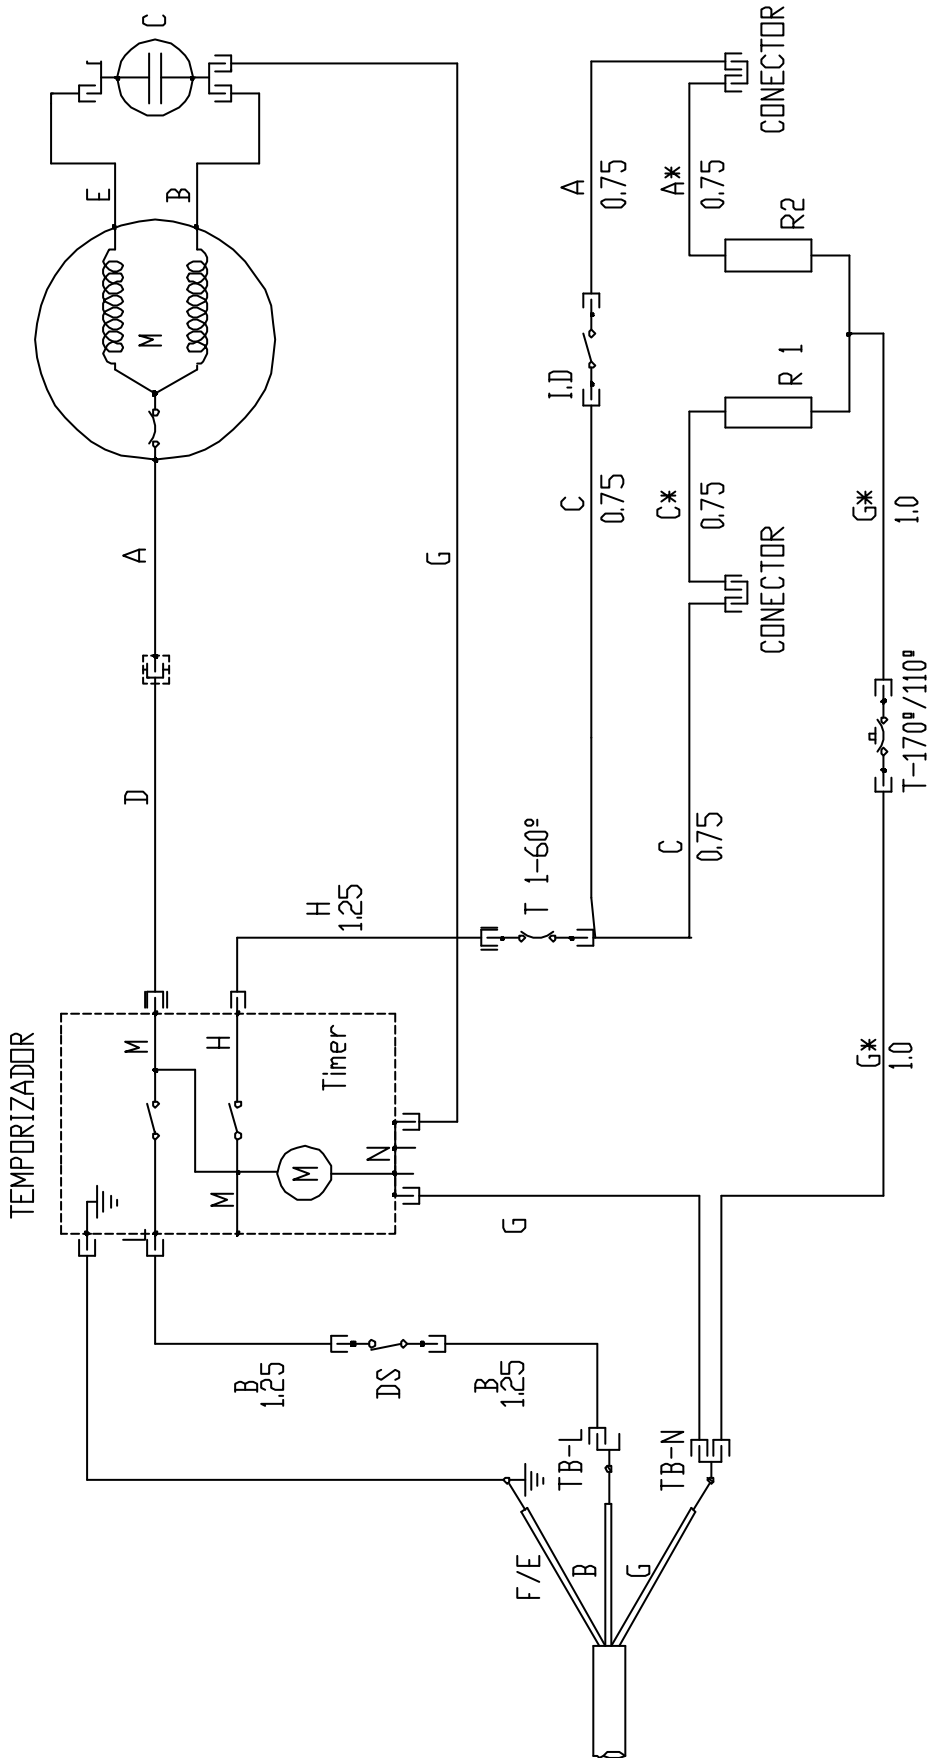 TEMPORIZADOR
Timer
L
M
H
M
M
N
D
A
M
E
B
C
G
H
1.25
T 1-60º
C
0.75
I.D
A
0.75
CONECTOR
A*
0.75
R2
R 1
C*
0.75
CONECTOR
C
0.75
G*
1.0
T-170º/110º
G*
1.0
G
B
1.25
DS
B
1.25
TB-L
TB-N
F/E
B
G